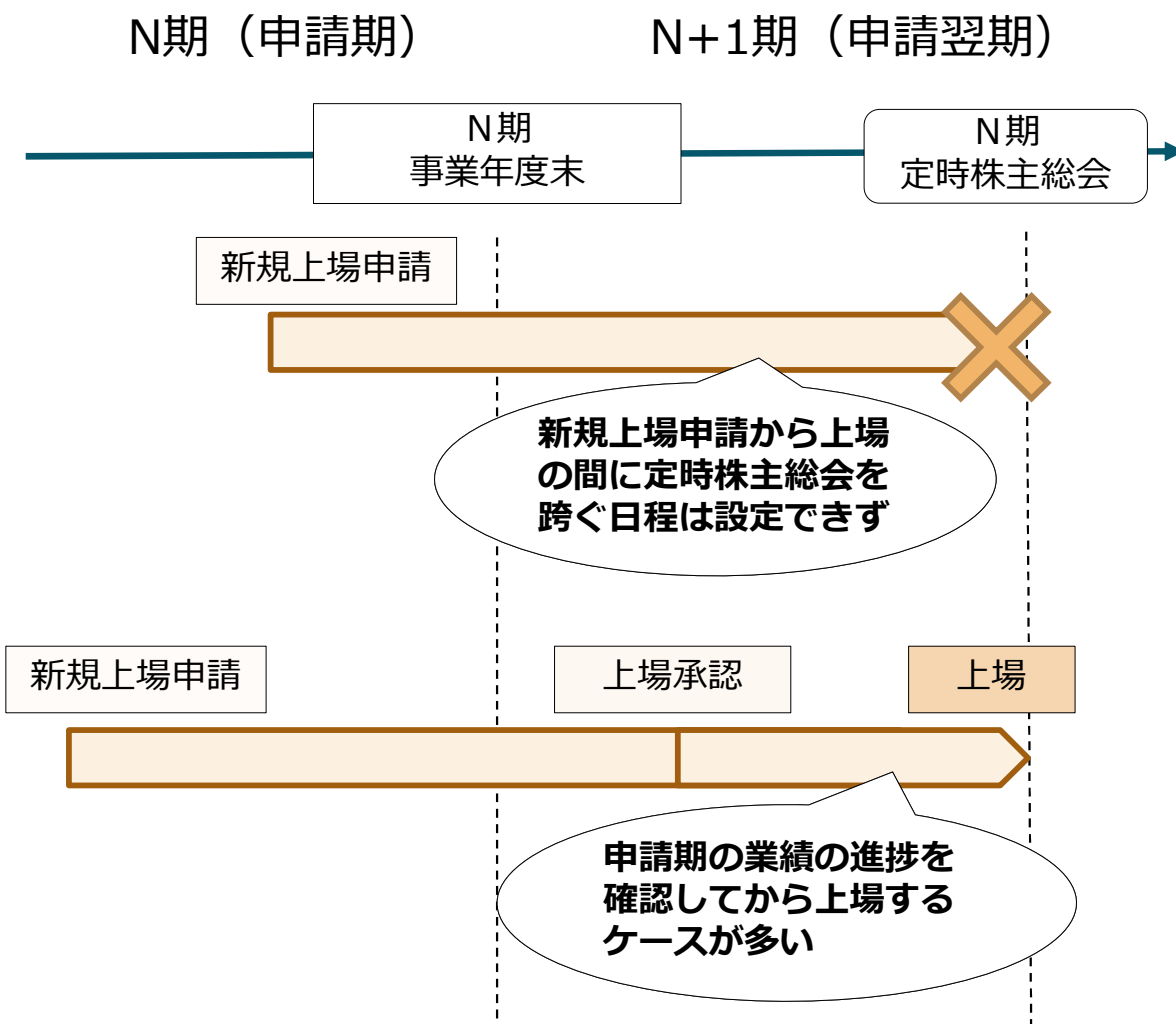 N期（申請期）
N+1期（申請翌期）
Ｎ期
事業年度末
Ｎ期
定時株主総会
新規上場申請
新規上場申請から上場
の間に定時株主総会を
跨ぐ日程は設定できず
新規上場申請
上場承認
上場
申請期の業績の進捗を
確認してから上場する
ケースが多い